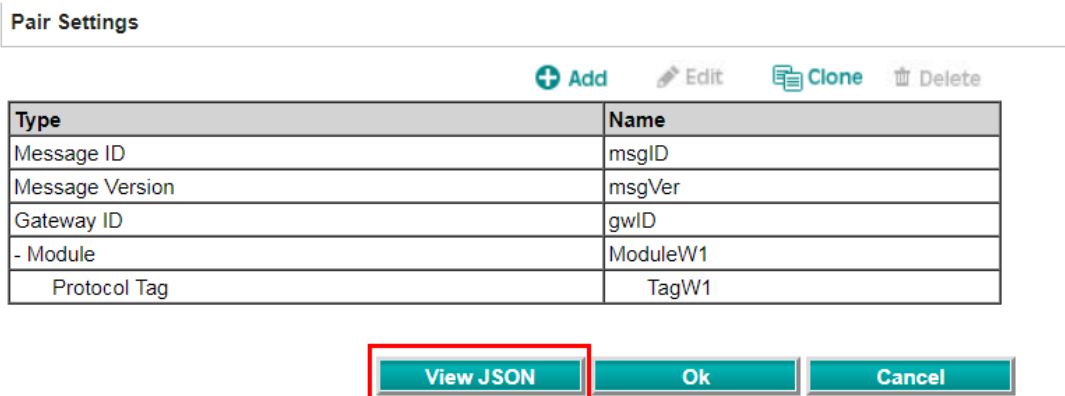 Pair Settings
Add Edit Clone Delete
Type Name
Message ID msgID
Message Version msgVer
Gateway ID gwID
- Module ModuleW1
Protocol Tag TagW1
View JSON Ok Cancel